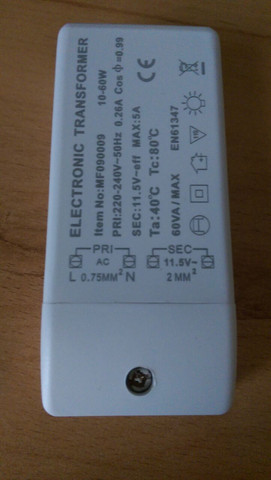 ELECTRONIC TRANSFORMER
Item No:MF090009 10-60W
PRI:220-240V~50Hz 0.26A Cos Φ=0.99
SEC:11.5V~eff MAX:5A
Ta:40℃ Tc:80℃
60VA/MAX EN61347
CE
PRI
AC
L 0.75MM² N
SEC
11.5V~
2 MM³